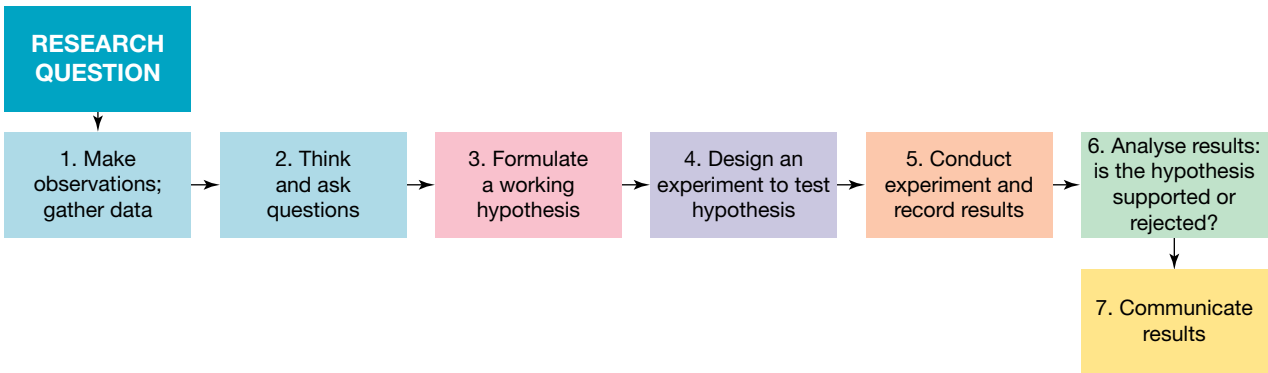 RESEARCH
QUESTION
1. Make
observations;
gather data
2. Think
and ask
questions
3. Formulate
a working
hypothesis
4. Design an
experiment to test
hypothesis
5. Conduct
experiment and
record results
6. Analyse results:
is the hypothesis
supported or
rejected?
7. Communicate
results